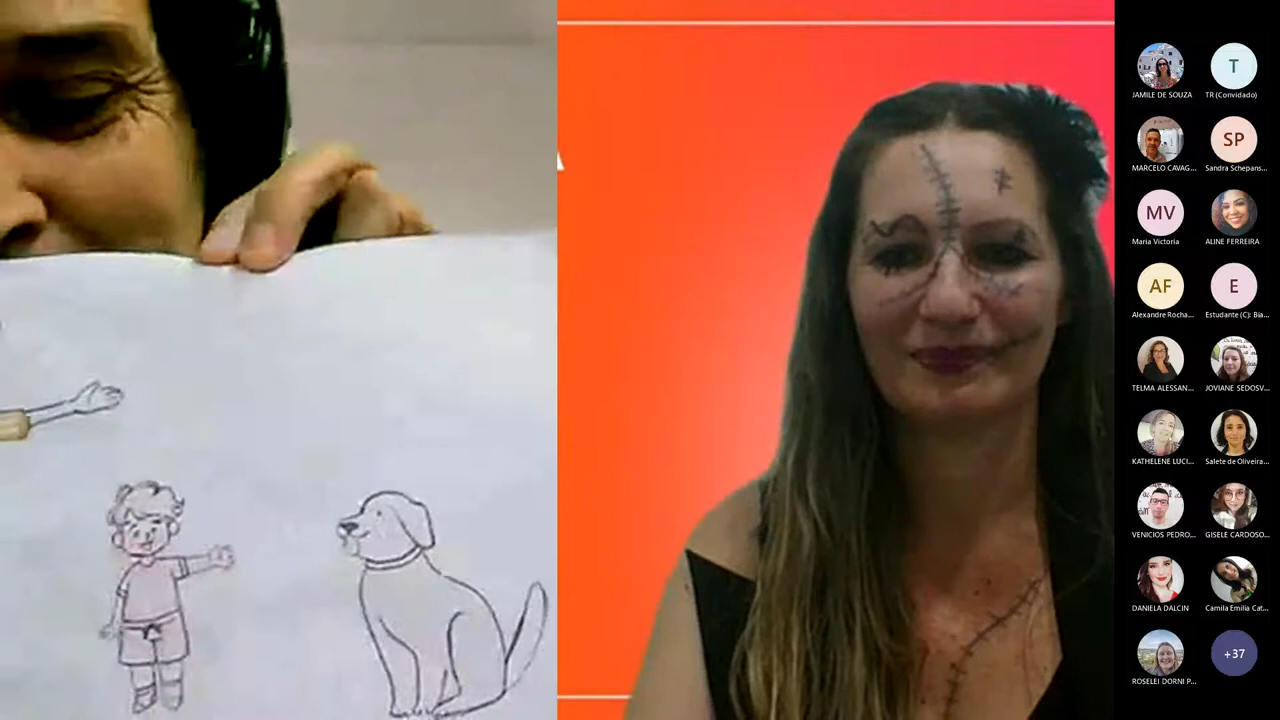 JAMILE DE SOUZA
T
TR (Convidado)
MARCELO CAVAG...
SP
Sandra Schepans...
MV
Maria Victoria
ALINE FERREIRA
AF
Alexandre Rocha...
E
Estudante (C): Bia...
TELMA ALESSAN...
JOVIANE SEDOSV...
KATHELENE LUCI...
Salete de Oliveira...
VENICIOS PEDRO...
GISELE CARDOSO...
DANIELA DALCIN
Camila Emilia Cat...
ROSELEI DORNI P...
+37
A